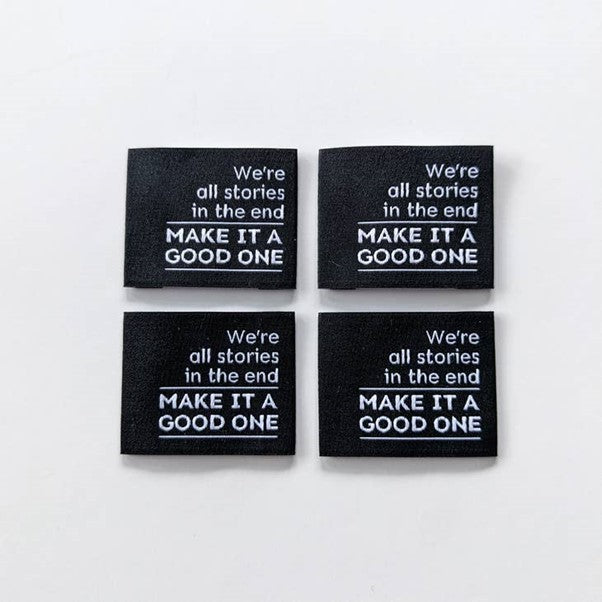 We're
all stories
in the end
MAKE IT A
GOOD ONE
We're
all stories
in the end
MAKE IT A
GOOD ONE
We're
all stories
in the end
MAKE IT A
GOOD ONE
We're
all stories
in the end
MAKE IT A
GOOD ONE